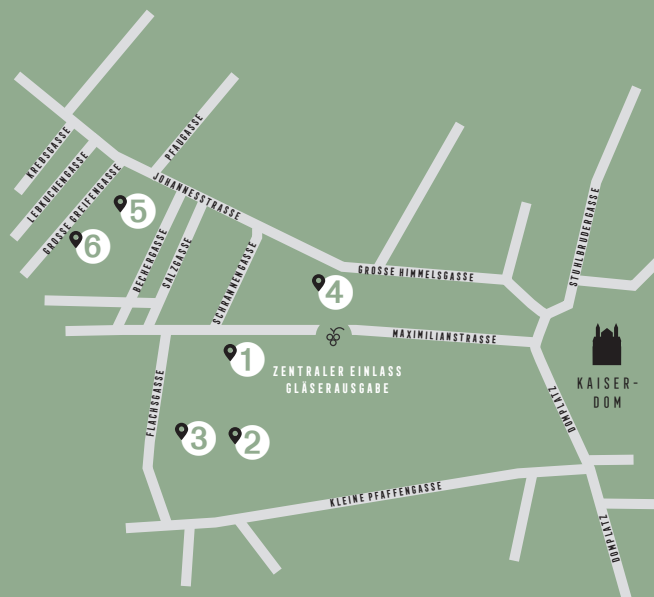 PFAUGASSE
KREBSGASSE
LEBKUCHENGASSE
GROSSE GREIFENGASSE
JOHANNESSTRASSE
STUHLBRUDERGASSE
5
6
BECHERGASSE
SALZGASSE
SCHRANNENGASSE
GROSSE HIMMELSGASSE
4
MAXIMILIANSTRASSE
1
ZENTRALER EINLASS
GLÄSERAUSGABE
KAISER-
DOM
FLACHSGASSE
DOMPLATZ
3
2
KLEINE PFAFFENGASSE
DOMPLATZ